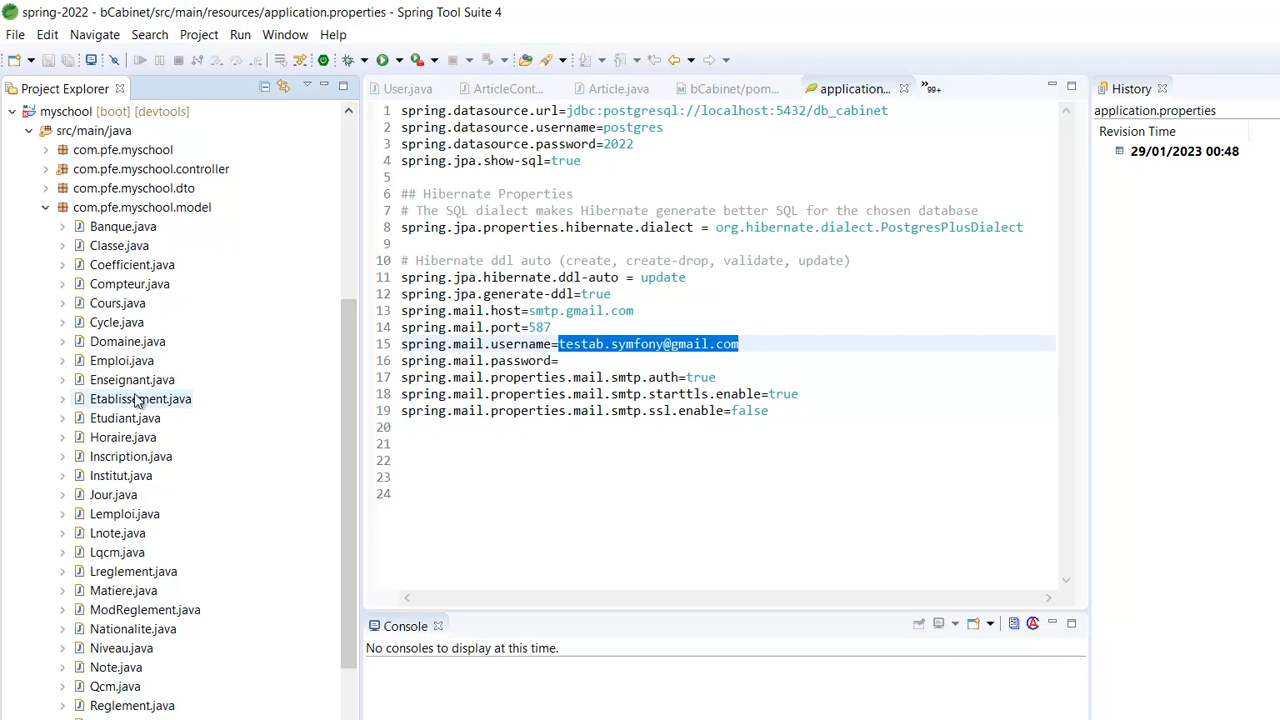 spring-2022 - bCabinet/src/main/resources/application.properties - Spring Tool Suite 4
File Edit Navigate Search Project Run Window Help
Project Explorer
myschool [boot] [devtools]
src/main/java
com.pfe.myschool
com.pfe.myschool.controller
com.pfe.myschool.dto
com.pfe.myschool.model
Banque.java
Classe.java
Coefficient.java
Compteur.java
Cours.java
Cycle.java
Domaine.java
Emploi.java
Enseignant.java
Etablissement.java
Etudiant.java
Horaire.java
Inscription.java
Institut.java
Jour.java
Lemploi.java
Lnote.java
Lqcm.java
Lreglement.java
Matiere.java
ModReglement.java
Nationalite.java
Niveau.java
Note.java
Qcm.java
Reglement.java
User.java ArticleCont... Article.java bCabinet/pom... application... »99+
1 spring.datasource.url=jdbc:postgresql://localhost:5432/db_cabinet
2 spring.datasource.username=postgres
3 spring.datasource.password=2022
4 spring.jpa.show-sql=true
5
6 ## Hibernate Properties
7 # The SQL dialect makes Hibernate generate better SQL for the chosen database
8 spring.jpa.properties.hibernate.dialect = org.hibernate.dialect.PostgresPlusDialect
9
10 # Hibernate ddl auto (create, create-drop, validate, update)
11 spring.jpa.hibernate.ddl-auto = update
12 spring.jpa.generate-ddl=true
13 spring.mail.host=smtp.gmail.com
14 spring.mail.port=587
15 spring.mail.username=testab.symfony@gmail.com
16 spring.mail.password=
17 spring.mail.properties.mail.smtp.auth=true
18 spring.mail.properties.mail.smtp.starttls.enable=true
19 spring.mail.properties.mail.smtp.ssl.enable=false
20
21
22
23
24
Console
No consoles to display at this time.
History
application.properties
Revision Time
29/01/2023 00:48